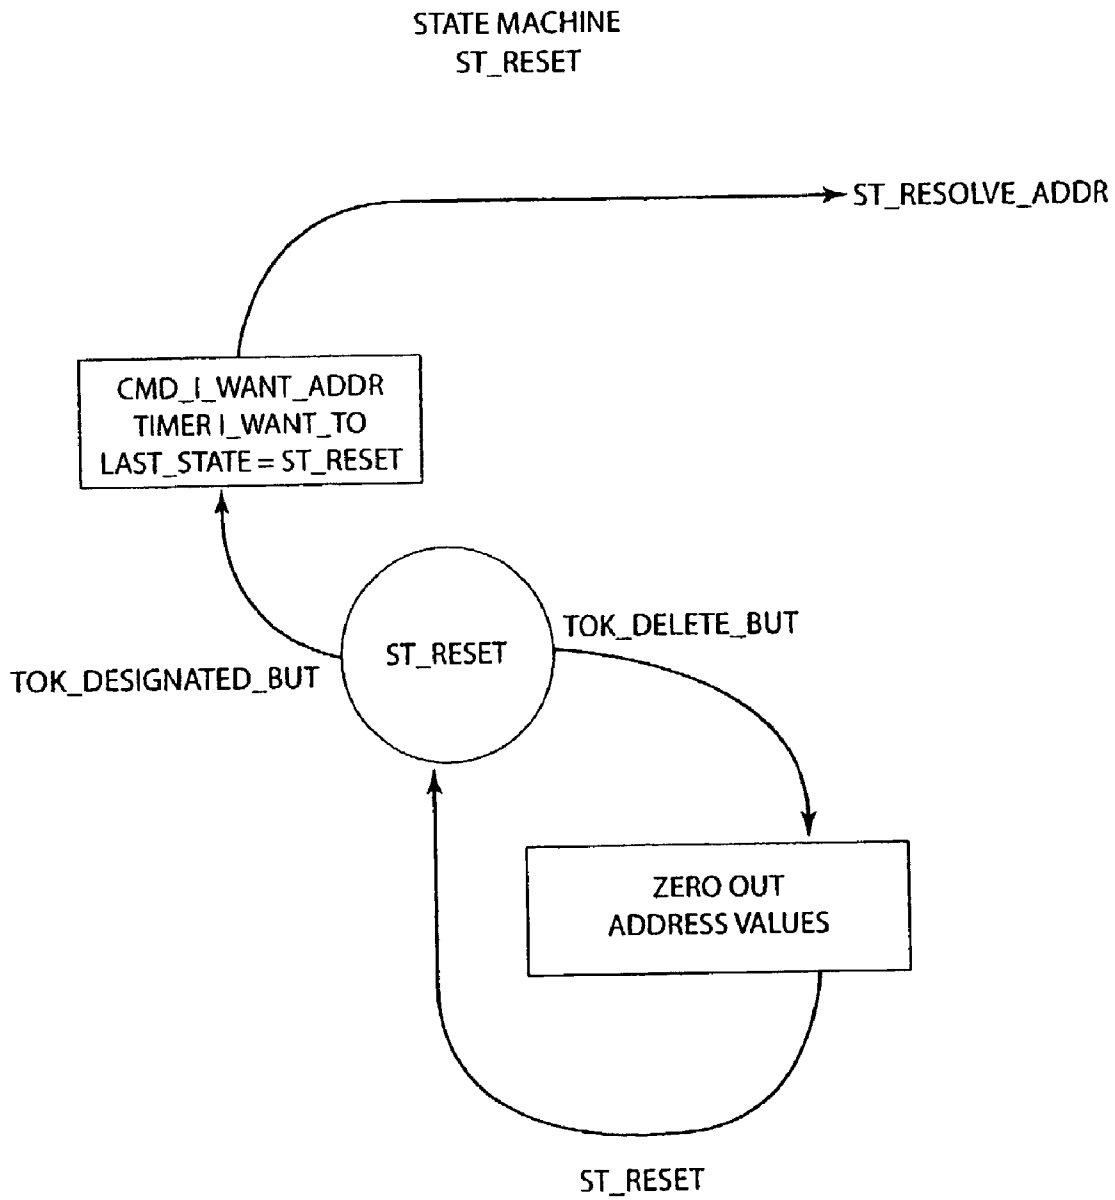 STATE MACHINE
ST_RESET
ST_RESOLVE_ADDR
CMD_I_WANT_ADDR
TIMER I_WANT_TO
LAST_STATE = ST_RESET
TOK_DELETE_BUT
ST_RESET
TOK_DESIGNATED_BUT
ZERO OUT
ADDRESS VALUES
ST_RESET